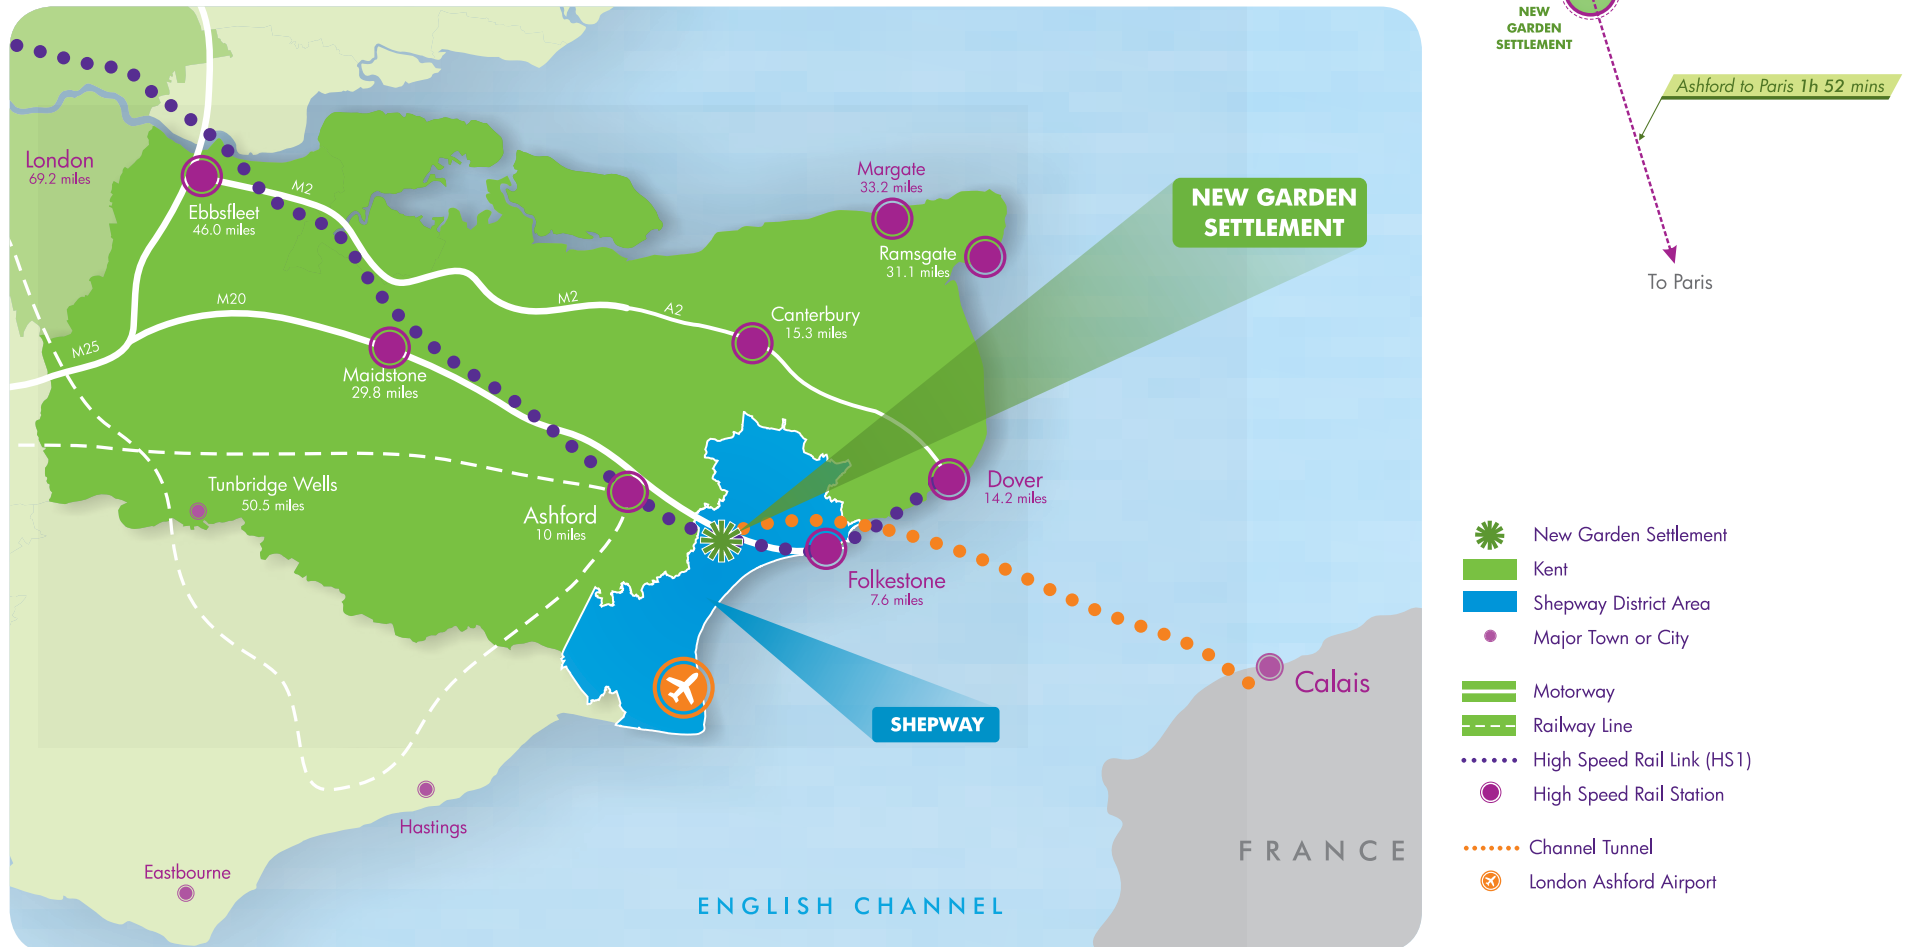 London
69.2 miles
Ebbsfleet
46.0 miles
M2
M20
M25
Maidstone
29.8 miles
M2
A2
Margate
33.2 miles
Ramsgate
31.1 miles
Canterbury
15.3 miles
NEW GARDEN
SETTLEMENT
Tunbridge Wells
50.5 miles
Ashford
10 miles
Dover
14.2 miles
Folkestone
7.6 miles
SHEPWAY
Calais
Hastings
Eastbourne
FRANCE
ENGLISH CHANNEL
NEW
GARDEN
SETTLEMENT
Ashford to Paris 1h 52 mins
To Paris
New Garden Settlement
Kent
Shepway District Area
Major Town or City
Motorway
Railway Line
High Speed Rail Link (HS1)
High Speed Rail Station
Channel Tunnel
London Ashford Airport